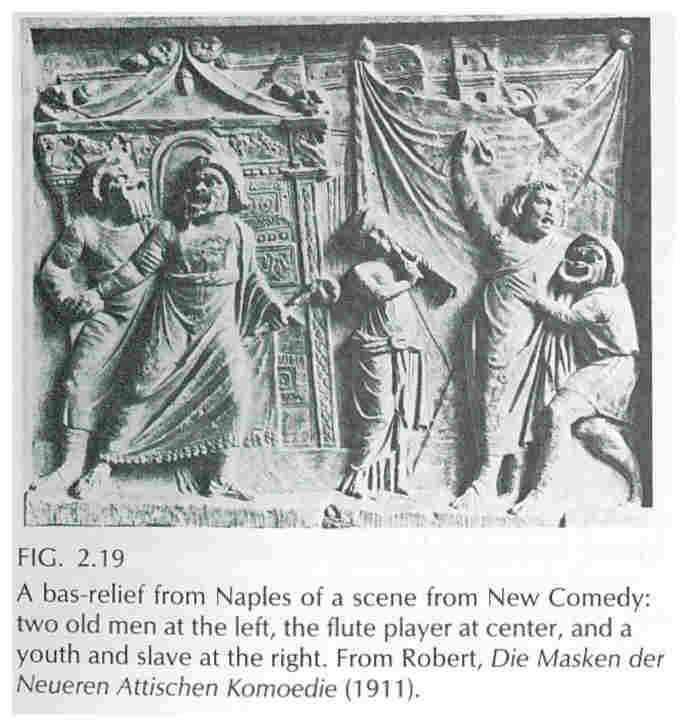 FIG. 2.19
A bas-relief from Naples of a scene from New Comedy:
two old men at the left, the flute player at center, and a
youth and slave at the right. From Robert, Die Masken der
Neueren Attischen Komoedie (1911).